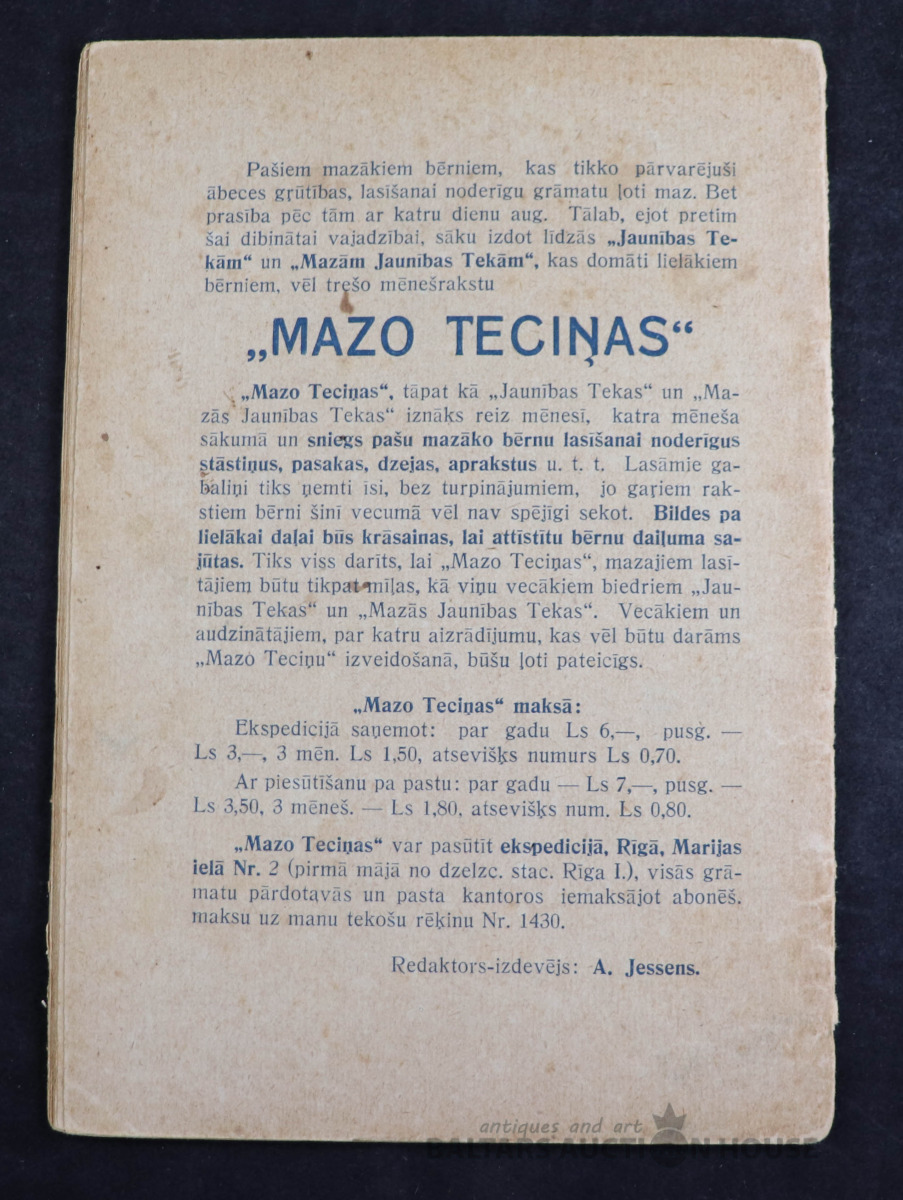 Pašiem mazākiem bērniem, kas tikko pārvarējuši
ābeces grūtības, lasīšanai noderīgu grāmatu ļoti maz. Bet
prasība pēc tām ar katru dienu aug. Tālab, ejot pretim
šai dibinātai vajadzībai, sāku izdot līdzās „Jaunības Te-
kām“ un „Mazām Jaunības Tekām“, kas domāti lielākiem
bērniem, vēl trešo mēnešrakstu
„MAZO TECIŅAS“
„Mazo Teciņas“, tāpat kā „Jaunības Tekas“ un „Ma-
zās Jaunības Tekas“ iznāks reiz mēnesī, katra mēneša
sākumā un sniegs pašu mazāko bērnu lasīšanai noderīgus
stāstiņus, pasakas, dzejas, aprakstus u. t. t. Lasāmie ga-
baliņi tiks ņemti īsi, bez turpinājumiem, jo gaŗiem rak-
stiem bērni šinī vecumā vēl nav spējīgi sekot. Bildes pa
lielākai daļai būs krāsainas, lai attīstītu bērnu daiļuma sa-
jūtas. Tiks viss darīts, lai „Mazo Teciņas“, mazajiem lasī-
tājiem būtu tikpat mīļas, kā viņu vecākiem biedriem „Jau-
nības Tekas“ un „Mazās Jaunības Tekas“. Vecākiem un
audzinātājiem, par katru aizrādījumu, kas vēl būtu darāms
„Mazo Teciņu“ izveidošanā, būšu ļoti pateicīgs.
„Mazo Teciņas“ maksā:
Ekspedicijā saņemot: par gadu Ls 6,—, pusg. —
Ls 3,—, 3 mēn. Ls 1,50, atsevišķs numurs Ls 0,70.
Ar piesūtīšanu pa pastu: par gadu — Ls 7,—, pusg. —
Ls 3,50, 3 mēneš. — Ls 1,80, atsevišķs num. Ls 0,80.
„Mazo Teciņas“ var pasūtīt ekspedicijā, Rīgā, Marijas
ielā Nr. 2 (pirmā mājā no dzelzc. stac. Rīga I.), visās grā-
matu pārdotavās un pasta kantoros iemaksājot abonēš.
maksu uz manu tekošu rēķinu Nr. 1430.
Redaktors-izdevējs: A. Jessens.
antiques and art
BALTARS AUCTION HOUSE